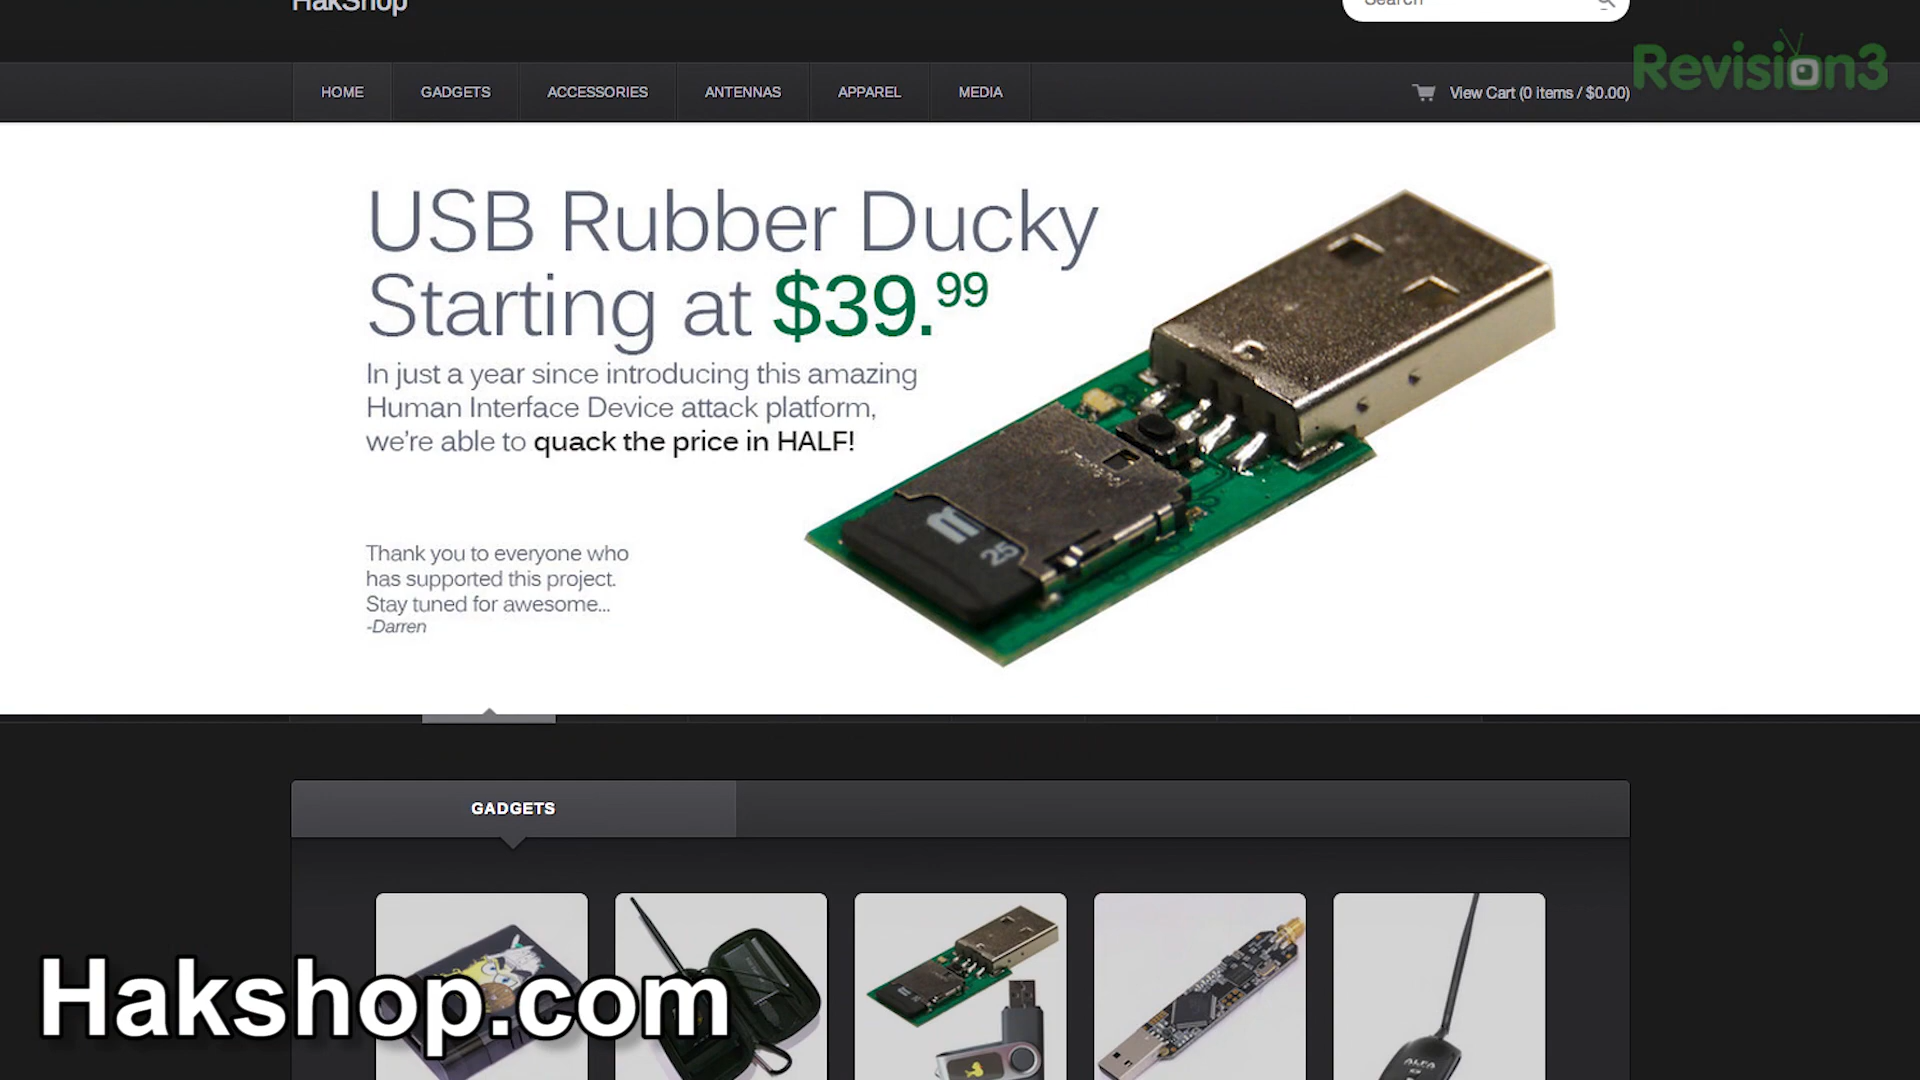 HakShop
Search
Revision3
HOME
GADGETS
ACCESSORIES
ANTENNAS
APPAREL
MEDIA
View Cart (0 items / $0.00)
USB Rubber Ducky
Starting at $39.99
In just a year since introducing this amazing
Human Interface Device attack platform,
we're able to quack the price in HALF!
Thank you to everyone who
has supported this project.
Stay tuned for awesome...
-Darren
25
GADGETS
ALFA
Hakshop.com